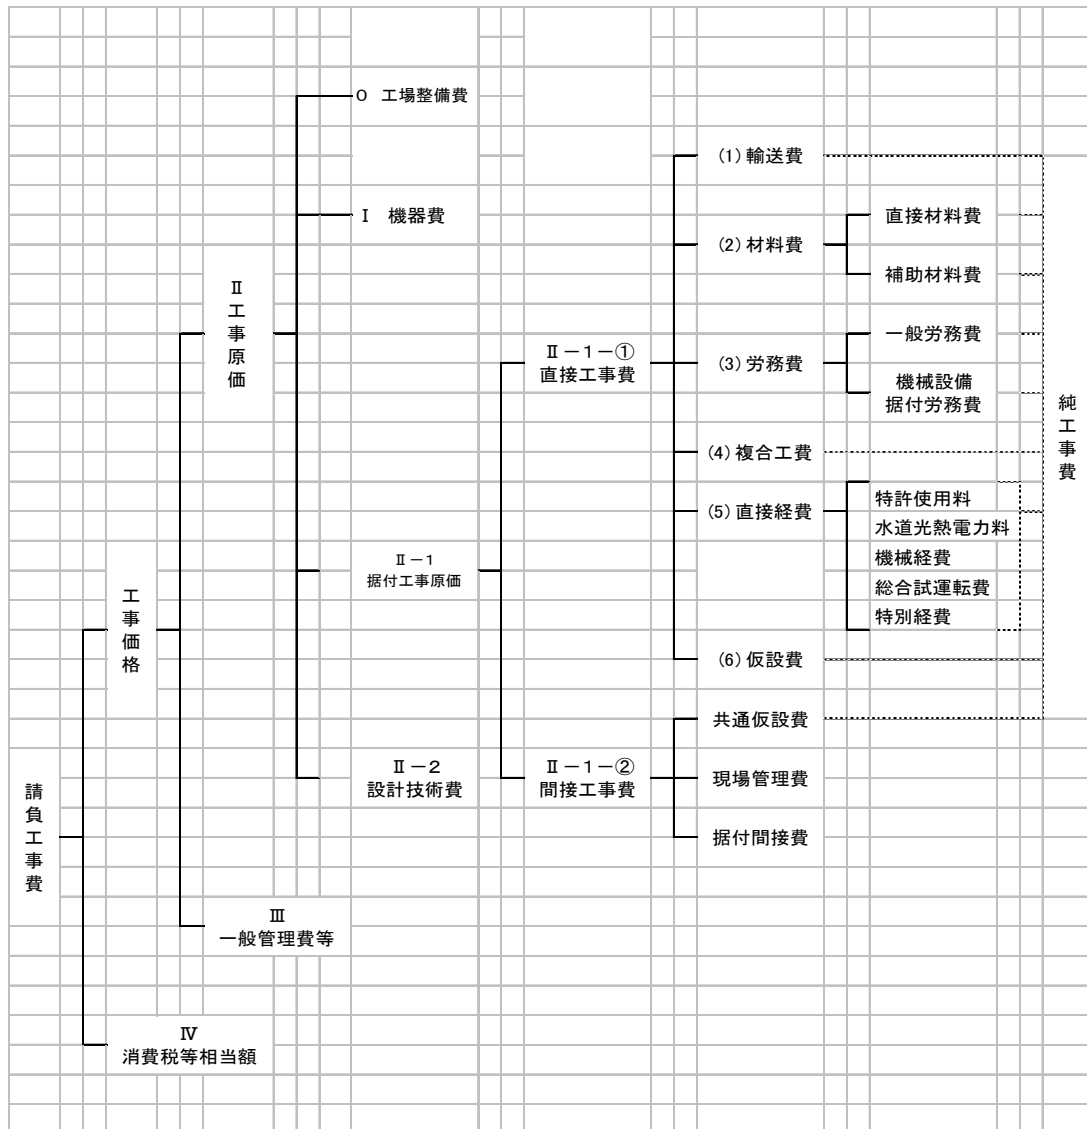 0 工場整備費
(1)輸送費
Ⅰ 機器費
直接材料費
(2)材料費
補助材料費
Ⅱ
工
事
原
価
一般労務費
Ⅱ-1-①
直接工事費
(3)労務費
機械設備
据付労務費
純
工
事
費
(4)複合工費
特許使用料
(5)直接経費
水道光熱電力料
機械経費
総合試運転費
特別経費
Ⅱ-1
据付工事原価
工
事
価
格
(6)仮設費
共通仮設費
Ⅱ-2
設計技術費
Ⅱ-1-②
間接工事費
現場管理費
据付間接費
請
負
工
事
費
Ⅲ
一般管理費等
Ⅳ
消費税等相当額